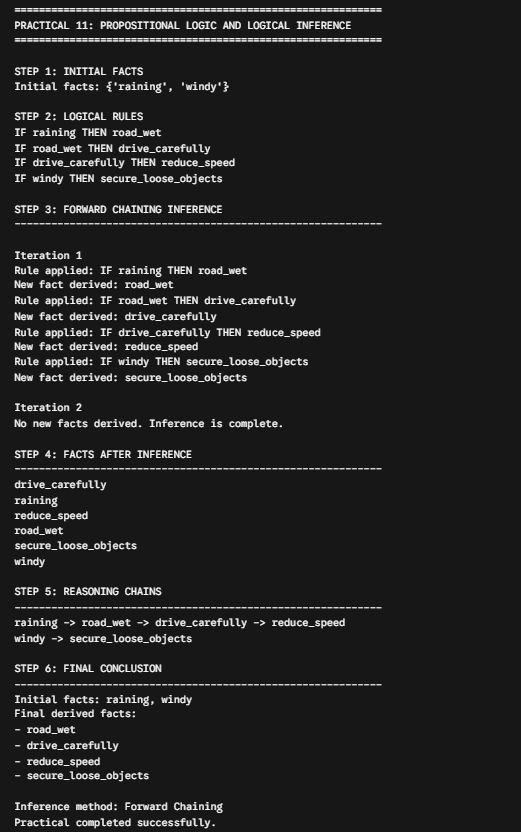 ============================================================
PRACTICAL 11: PROPOSITIONAL LOGIC AND LOGICAL INFERENCE
============================================================
STEP 1: INITIAL FACTS
Initial facts: {'raining', 'windy'}
STEP 2: LOGICAL RULES
IF raining THEN road_wet
IF road_wet THEN drive_carefully
IF drive_carefully THEN reduce_speed
IF windy THEN secure_loose_objects
STEP 3: FORWARD CHAINING INFERENCE
------------------------------------------------------------
Iteration 1
Rule applied: IF raining THEN road_wet
New fact derived: road_wet
Rule applied: IF road_wet THEN drive_carefully
New fact derived: drive_carefully
Rule applied: IF drive_carefully THEN reduce_speed
New fact derived: reduce_speed
Rule applied: IF windy THEN secure_loose_objects
New fact derived: secure_loose_objects
Iteration 2
No new facts derived. Inference is complete.
STEP 4: FACTS AFTER INFERENCE
------------------------------------------------------------
drive_carefully
raining
reduce_speed
road_wet
secure_loose_objects
windy
STEP 5: REASONING CHAINS
------------------------------------------------------------
raining -> road_wet -> drive_carefully -> reduce_speed
windy -> secure_loose_objects
STEP 6: FINAL CONCLUSION
------------------------------------------------------------
Initial facts: raining, windy
Final derived facts:
- road_wet
- drive_carefully
- reduce_speed
- secure_loose_objects
Inference method: Forward Chaining
Practical completed successfully.